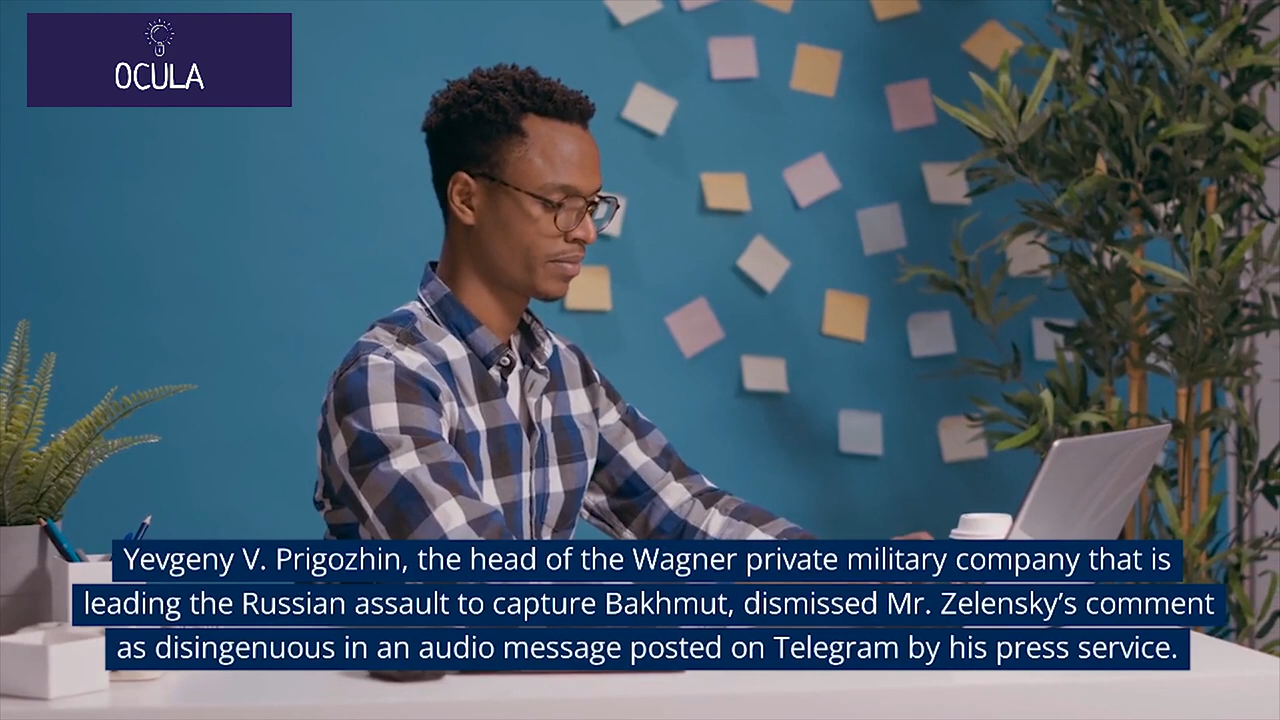 OCULA
Yevgeny V. Prigozhin, the head of the Wagner private military company that is
leading the Russian assault to capture Bakhmut, dismissed Mr. Zelensky’s comment
as disingenuous in an audio message posted on Telegram by his press service.